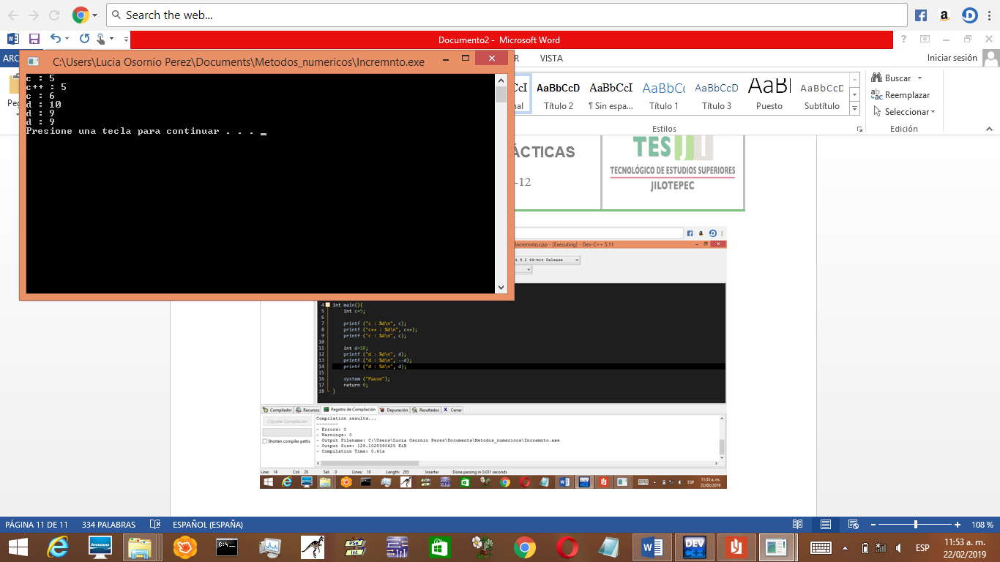 Search the web...
Documento2 - Microsoft Word
ARC
R
VISTA
Iniciar sesión
C:\Users\Lucia Osornio Perez\Documents\Metodos_numericos\Incremnto.exe
c : 5
c++ : 5
c : 6
d : 10
d : 9
d : 9
Presione una tecla para continuar . . . _
Peg
AaBbCcD AaBbCcI AaBbCc AaBbCcD AaBl AaBbCcD
nal Título 2 ¶ Sin espa... Título 1 Título 3 Puesto Subtítulo
Estilos
Buscar
Reemplazar
Seleccionar
Edición
ÁCTICAS
-12
TESJI
TECNOLÓGICO DE ESTUDIOS SUPERIORES
JILOTEPEC
Incremnto.cpp - [Executing] - Dev-C++ 5.11
4.9.2 64-bit Release
4 int main(){
5 int c=5;
6
7 printf ("c : %d\n", c);
8 printf ("c++ : %d\n", c++);
9 printf ("c : %d\n", c);
10
11 int d=10;
12 printf ("d : %d\n", d);
13 printf ("d : %d\n", --d);
14 printf ("d : %d\n", d);
15
16 system ("Pause");
17 return 0;
18 }
Compilador Recursos Registro de Compilación Depuración Resultados Cerrar
Cancelar Compilación
Shorten compiler paths
Compilation results...
--------
- Errors: 0
- Warnings: 0
- Output Filename: C:\Users\Lucia Osornio Perez\Documents\Metodos_numericos\Incremnto.exe
- Output Size: 128.1025390625 KiB
- Compilation Time: 0.61s
Line: 14 Col: 28 Sel: 0 Lines: 18 Length: 285 Insertar Done parsing in 0.031 seconds
ESP
11:53 a. m.
22/02/2019
PÁGINA 11 DE 11 334 PALABRAS ESPAÑOL (ESPAÑA) 108 %
ESP
11:53 a. m.
22/02/2019